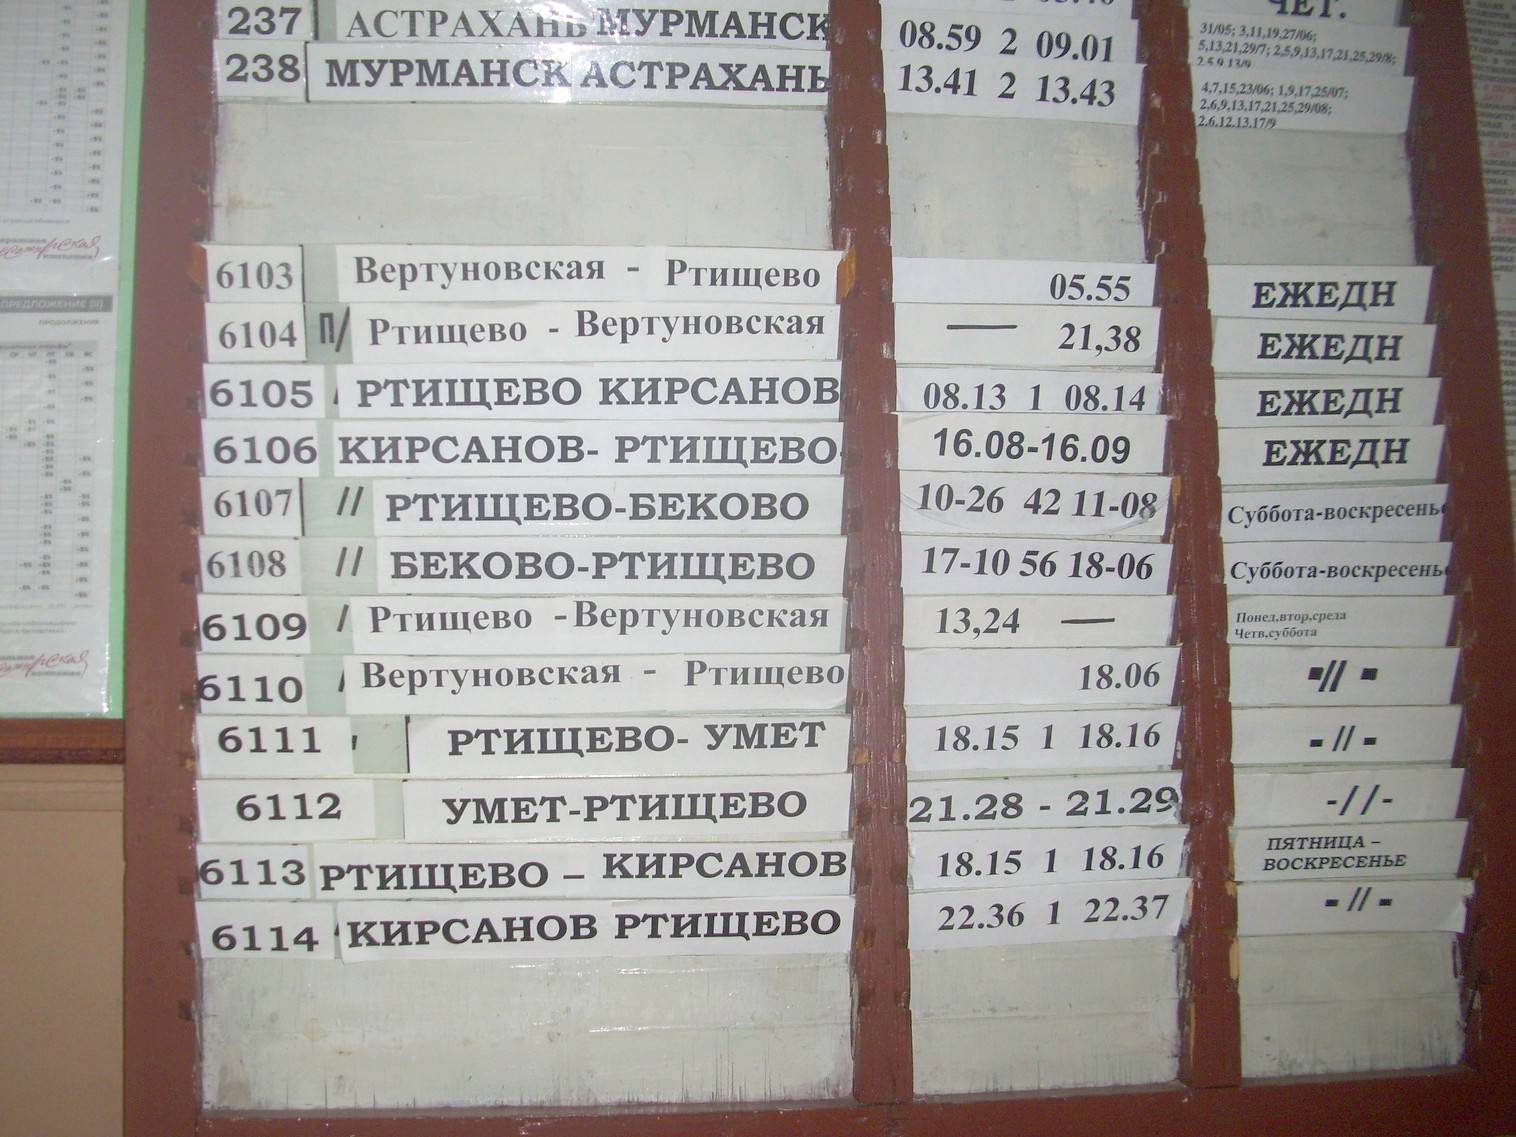 ЧЕТ.
237 АСТРАХАНЬ МУРМАНСК 08.59 2 09.01 31/05; 3,11,19,27/06;
5,13,21,29/7; 2,5,9,13,17,21,25,29/8;
2.5.9.13/9
238 МУРМАНСК АСТРАХАНЬ 13.41 2 13.43 4,7,15,23/06; 1,9,17,25/07;
2,6,9,13,17,21,25,29/08;
2.6.12.13.17/9
6103 Вертуновская - Ртищево 05.55 ЕЖЕДН
6104 П/ Ртищево - Вертуновская — 21,38 ЕЖЕДН
6105 РТИЩЕВО КИРСАНОВ 08.13 1 08.14 ЕЖЕДН
6106 КИРСАНОВ- РТИЩЕВО- 16.08-16.09 ЕЖЕДН
6107 // РТИЩЕВО-БЕКОВО 10-26 42 11-08 Суббота-воскресенье
6108 // БЕКОВО-РТИЩЕВО 17-10 56 18-06 Суббота-воскресенье
6109 / Ртищево -Вертуновская 13,24 — Понед,втор,среда
Четв,суббота
6110 / Вертуновская - Ртищево 18.06 -//-
6111 РТИЩЕВО- УМЕТ 18.15 1 18.16 -//-
6112 УМЕТ-РТИЩЕВО 21.28 - 21.29 -//-
6113 РТИЩЕВО – КИРСАНОВ 18.15 1 18.16 ПЯТНИЦА –
ВОСКРЕСЕНЬЕ
6114 КИРСАНОВ РТИЩЕВО 22.36 1 22.37 -//-
ПРЕДЛОЖЕНИЕ (II)
ПРОДОЛЖЕНИЕ